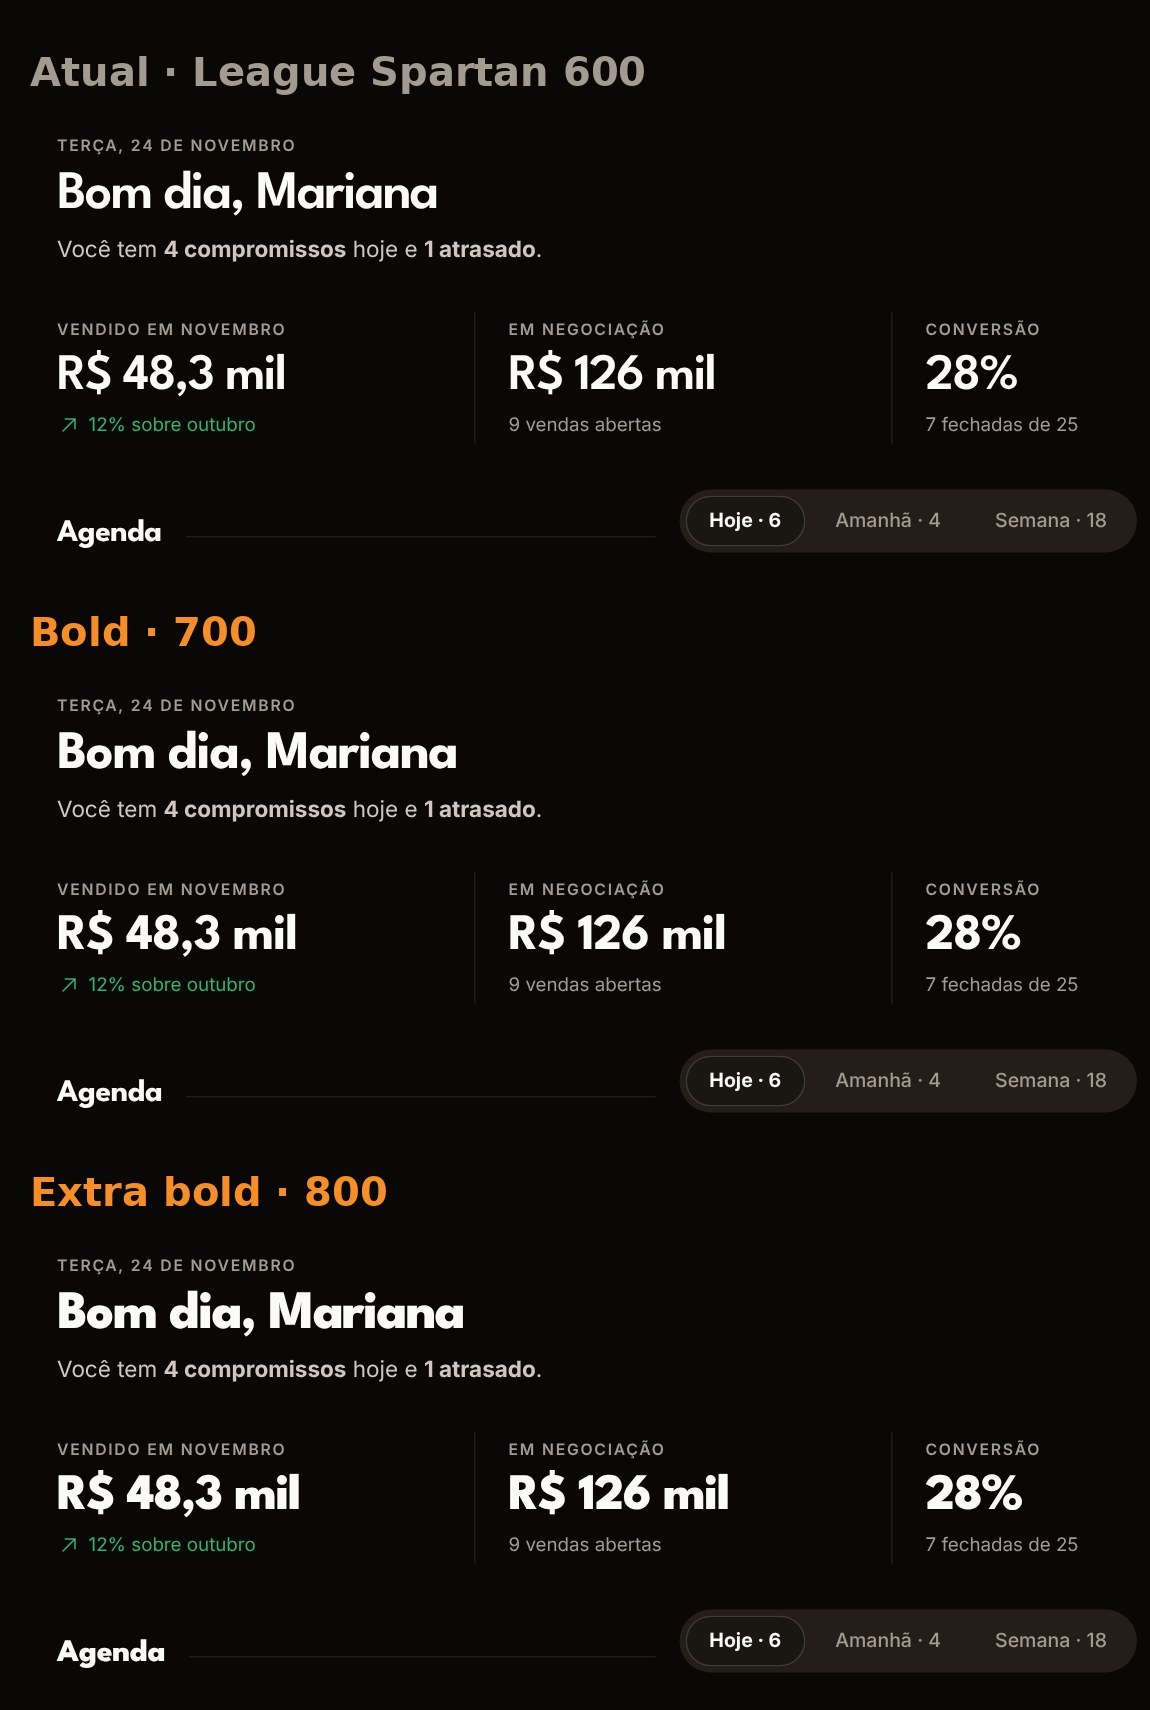 Atual · League Spartan 600
TERÇA, 24 DE NOVEMBRO
Bom dia, Mariana
Você tem 4 compromissos hoje e 1 atrasado.
VENDIDO EM NOVEMBRO
R$ 48,3 mil
↗ 12% sobre outubro
EM NEGOCIAÇÃO
R$ 126 mil
9 vendas abertas
CONVERSÃO
28%
7 fechadas de 25
Agenda
Hoje · 6 Amanhã · 4 Semana · 18
Bold · 700
TERÇA, 24 DE NOVEMBRO
Bom dia, Mariana
Você tem 4 compromissos hoje e 1 atrasado.
VENDIDO EM NOVEMBRO
R$ 48,3 mil
↗ 12% sobre outubro
EM NEGOCIAÇÃO
R$ 126 mil
9 vendas abertas
CONVERSÃO
28%
7 fechadas de 25
Agenda
Hoje · 6 Amanhã · 4 Semana · 18
Extra bold · 800
TERÇA, 24 DE NOVEMBRO
Bom dia, Mariana
Você tem 4 compromissos hoje e 1 atrasado.
VENDIDO EM NOVEMBRO
R$ 48,3 mil
↗ 12% sobre outubro
EM NEGOCIAÇÃO
R$ 126 mil
9 vendas abertas
CONVERSÃO
28%
7 fechadas de 25
Agenda
Hoje · 6 Amanhã · 4 Semana · 18